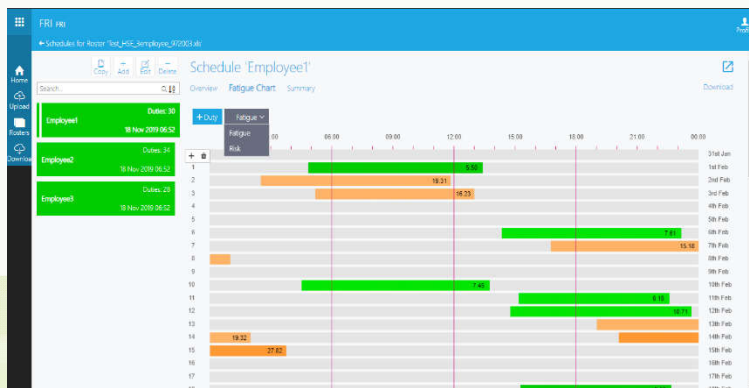 FRI FRI
Profil
Schedules for Roster 'Test_HSE_3employee_972003.xls'
Home
Upload
Rosters
Download
Copy
Add
Edit
Delete
Search...
Employee1
Duties: 30
18 Nov 2019 06:52
Employee2
Duties: 34
18 Nov 2019 06:52
Employee3
Duties: 28
18 Nov 2019 06:52
Schedule 'Employee1'
Overview Fatigue Chart Summary
Download
+Duty
Fatigue
Fatigue
Risk
00 06:00 09:00 12:00 15:00 18:00 21:00 00:00
31st Jan
1 5.50 1st Feb
2 19.31 2nd Feb
3 16.23 3rd Feb
4 4th Feb
5 5th Feb
6 7.61 6th Feb
7 15.18 7th Feb
8 8th Feb
9 9th Feb
10 7.45 10th Feb
11 11th Feb
12 10.71 12th Feb
13 13th Feb
14 19.32 14th Feb
15 27.62 15th Feb
16 16th Feb
17 17th Feb